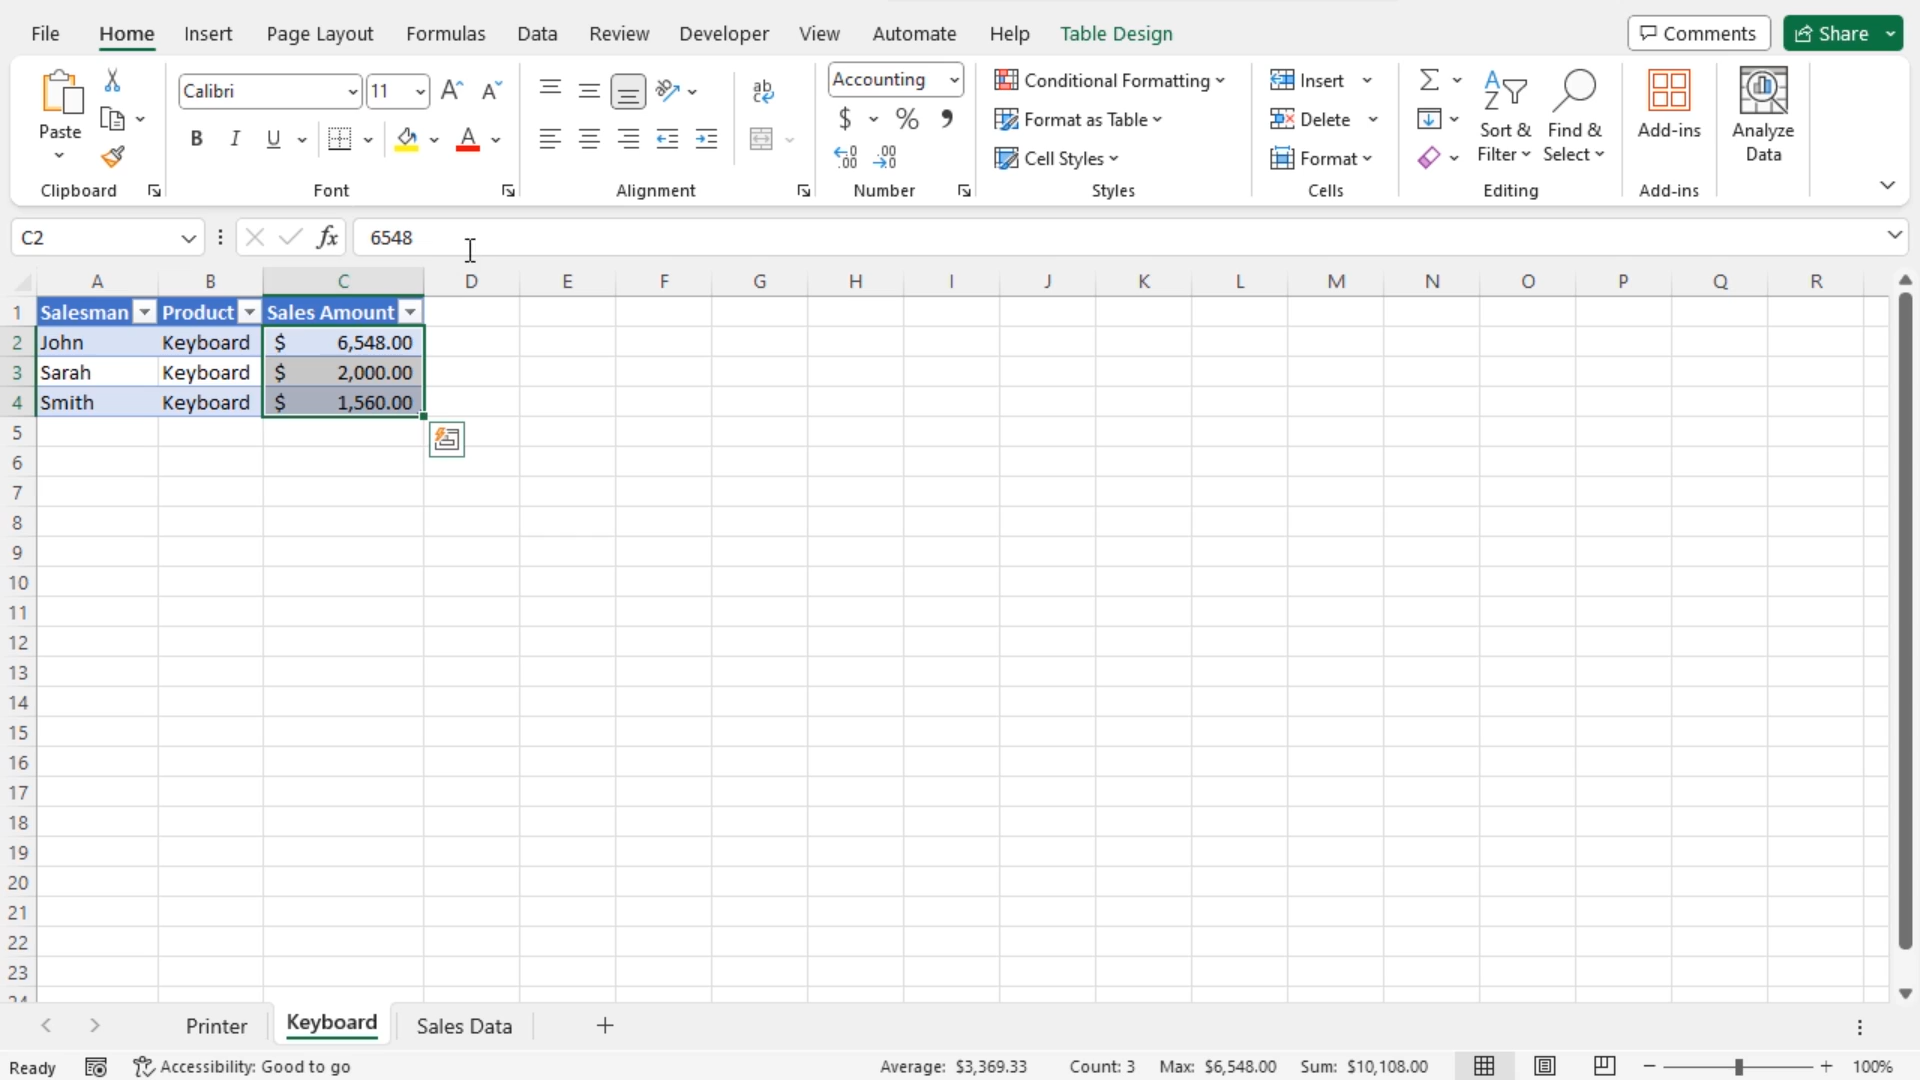 File Home Insert Page Layout Formulas Data Review Developer View Automate Help Table Design Comments Share
Calibri 11 Accounting Conditional Formatting Insert
Paste B I U A $ % Format as Table Delete Sort & Filter Find & Select Add-ins Analyze Data
Cell Styles Format
Clipboard Font Alignment Number Styles Cells Editing Add-ins
C2 fx 6548
A B C D E F G H I J K L M N O P Q R
1 Salesman Product Sales Amount
2 John Keyboard $ 6,548.00
3 Sarah Keyboard $ 2,000.00
4 Smith Keyboard $ 1,560.00
5
6
7
8
9
10
11
12
13
14
15
16
17
18
19
20
21
22
23
24
Printer Keyboard Sales Data
Ready Accessibility: Good to go Average: $3,369.33 Count: 3 Max: $6,548.00 Sum: $10,108.00 100%